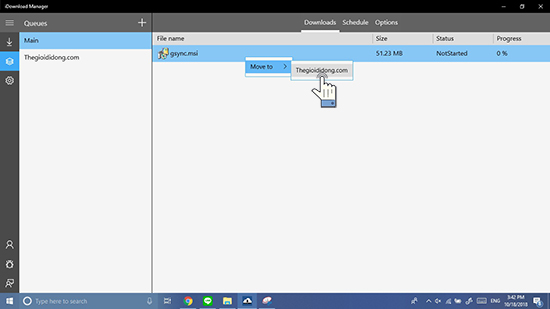 iDownload Manager
Queues
Downloads Schedule Options
Main
Thegioididong.com
File name Size Status Progress
gsync.msi 51.23 MB NotStarted 0 %
Move to
Thegioididong.com
Type here to search
ENG
3:42 PM
10/18/2018